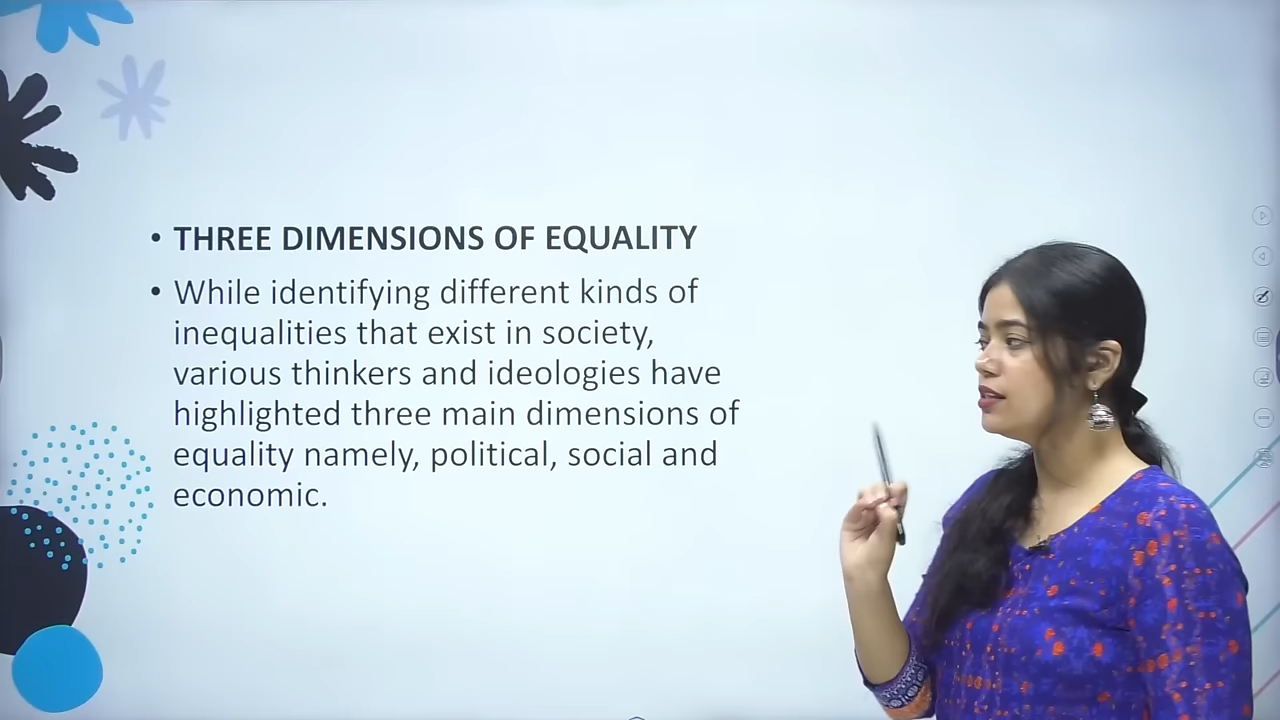 • THREE DIMENSIONS OF EQUALITY
• While identifying different kinds of
inequalities that exist in society,
various thinkers and ideologies have
highlighted three main dimensions of
equality namely, political, social and
economic.